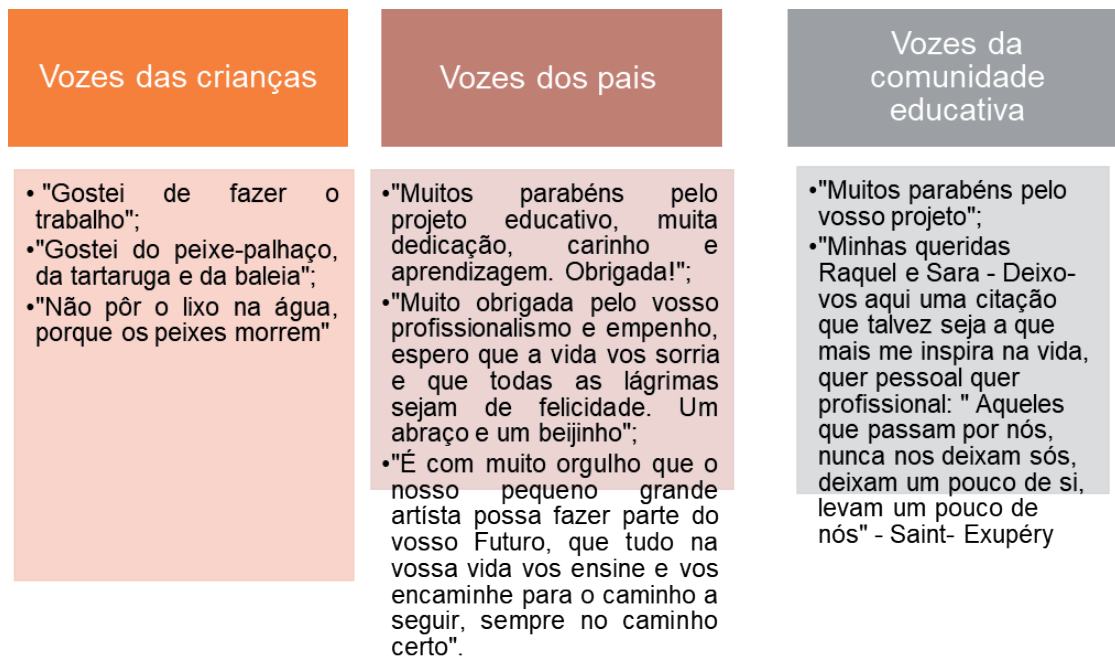 Vozes das crianças
• "Gostei de fazer o
trabalho";
• "Gostei do peixe-palhaço,
da tartaruga e da baleia";
• "Não pôr o lixo na água,
porque os peixes morrem"
Vozes dos pais
• "Muitos parabéns pelo
projeto educativo, muita
dedicação, carinho e
aprendizagem. Obrigada!";
• "Muito obrigada pelo vosso
profissionalismo e empenho,
espero que a vida vos sorria
e que todas as lágrimas
sejam de felicidade. Um
abraço e um beijinho";
• "É com muito orgulho que o
nosso pequeno grande
artísta possa fazer parte do
vosso Futuro, que tudo na
vossa vida vos ensine e vos
encaminhe para o caminho a
seguir, sempre no caminho
certo".
Vozes da
comunidade
educativa
• "Muitos parabéns pelo
vosso projeto";
• "Minhas queridas
Raquel e Sara - Deixo-
vos aqui uma citação
que talvez seja a que
mais me inspira na vida,
quer pessoal quer
profissional: " Aqueles
que passam por nós,
nunca nos deixam sós,
deixam um pouco de si,
levam um pouco de
nós" - Saint- Exupéry